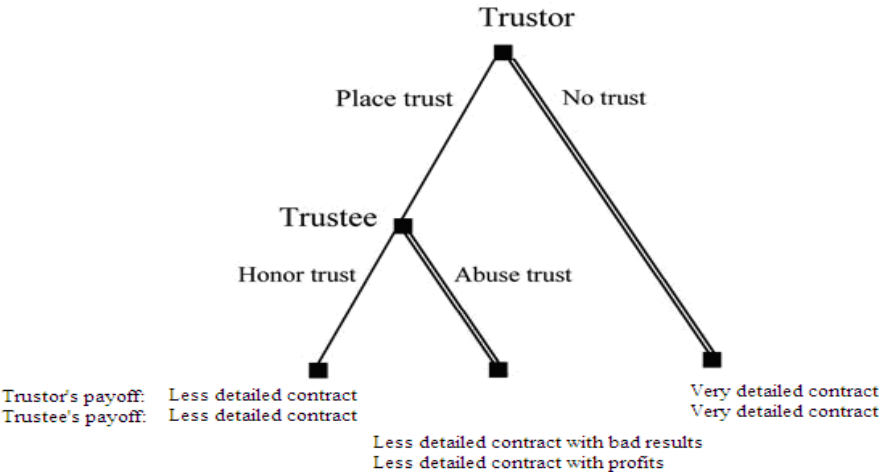 Trustor
Place trust
No trust
Trustee
Honor trust
Abuse trust
Trustor's payoff: Less detailed contract
Very detailed contract
Trustee's payoff: Less detailed contract
Very detailed contract
Less detailed contract with bad results
Less detailed contract with profits